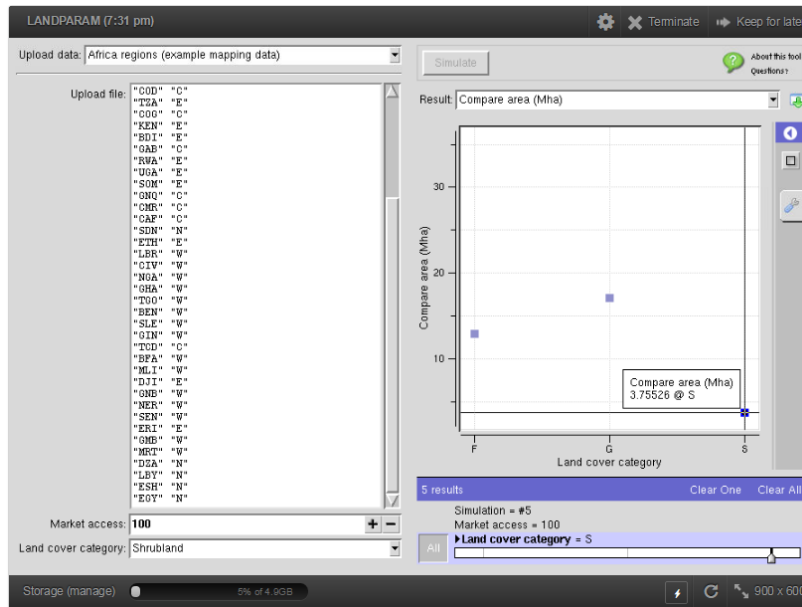 LANDPARAM (7:31 pm)
Terminate
Keep for late
Upload data: Africa regions (example mapping data)
Upload file:
"COD" "C"
"TZA" "E"
"COG" "C"
"KEN" "E"
"BDI" "E"
"GAB" "C"
"RWA" "E"
"UGA" "E"
"SOM" "E"
"GNQ" "C"
"CMR" "C"
"CAF" "C"
"SDN" "N"
"ETH" "E"
"LBR" "W"
"CIV" "W"
"NGA" "W"
"GHA" "W"
"TGO" "W"
"BEN" "W"
"SLE" "W"
"GIN" "W"
"TCD" "C"
"BFA" "W"
"MLI" "W"
"DJI" "E"
"GNB" "W"
"NER" "W"
"SEN" "W"
"ERI" "E"
"GMB" "W"
"MRT" "W"
"DZA" "N"
"LBY" "N"
"ESH" "N"
"EGY" "N"
Market access: 100
Land cover category: Shrubland
Simulate
? About this tool
Questions?
Result: Compare area (Mha)
Compare area (Mha)
30
20
10
Compare area (Mha)
3.75526 @ S
F G S
Land cover category
5 results Clear One Clear All
Simulation = #5
Market access = 100
All Land cover category = S
Storage (manage) 5% of 4.9GB
900 x 600